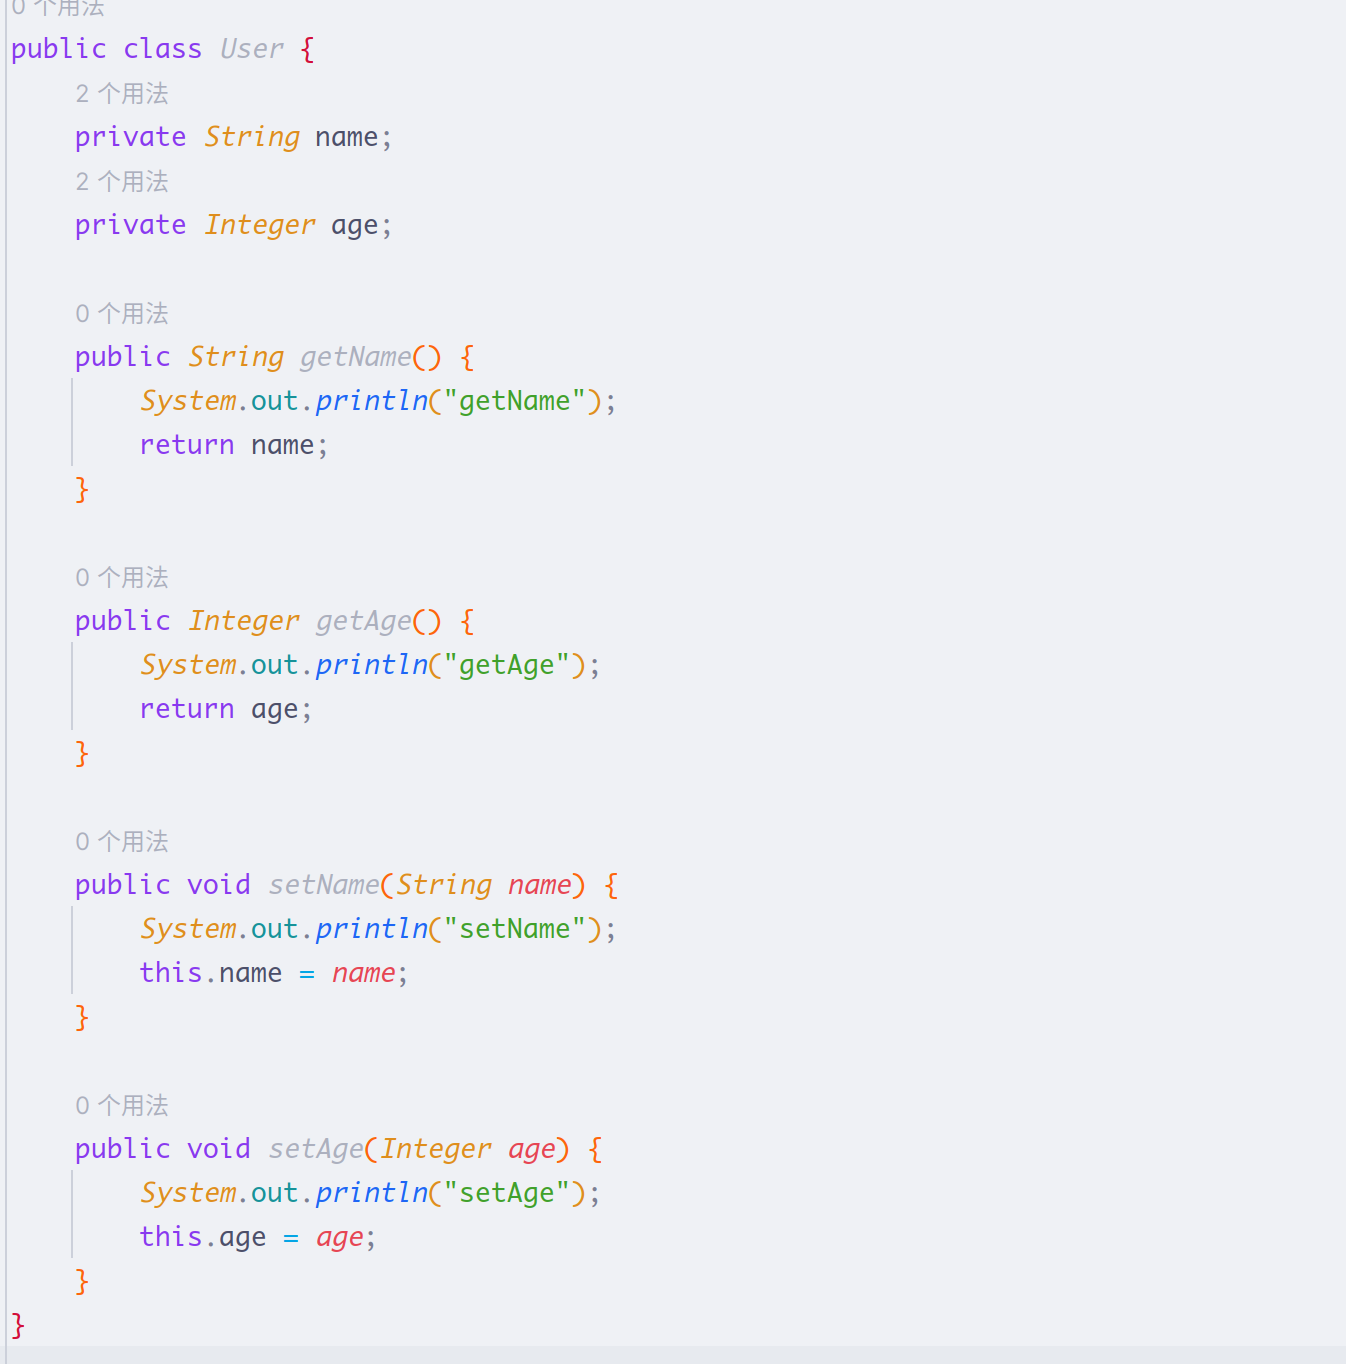 0 个用法
public class User {
2 个用法
private String name;
2 个用法
private Integer age;
0 个用法
public String getName() {
System.out.println("getName");
return name;
}
0 个用法
public Integer getAge() {
System.out.println("getAge");
return age;
}
0 个用法
public void setName(String name) {
System.out.println("setName");
this.name = name;
}
0 个用法
public void setAge(Integer age) {
System.out.println("setAge");
this.age = age;
}
}